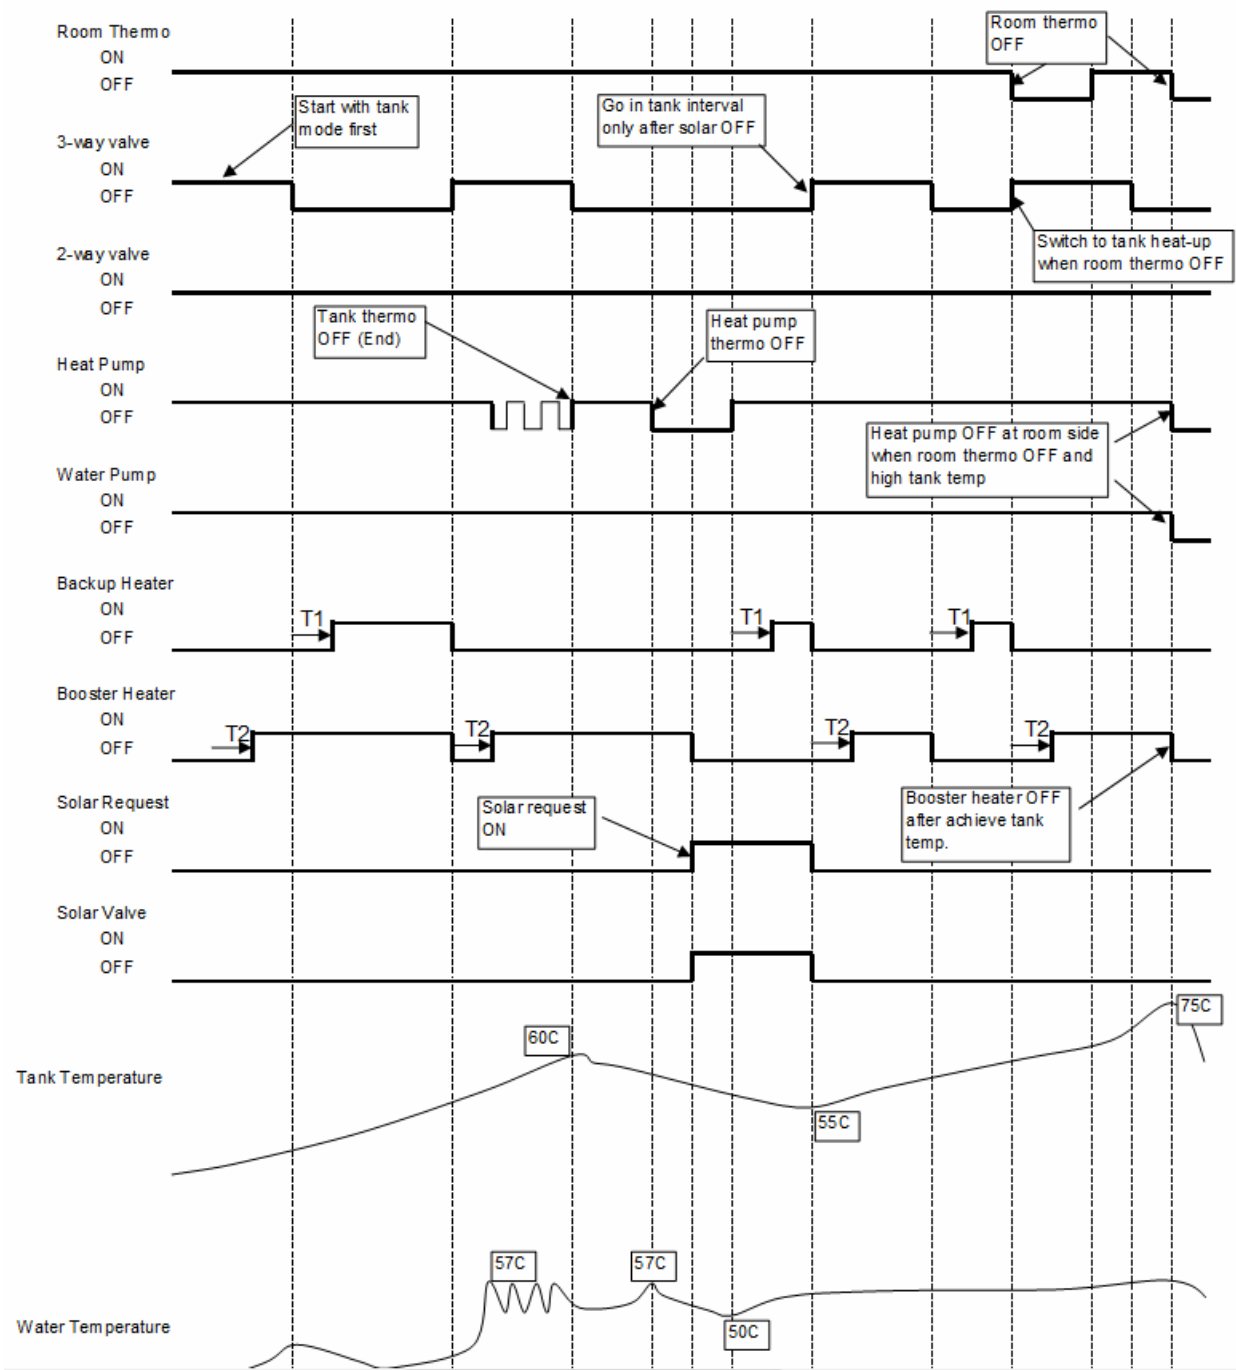 Room Thermo
ON
OFF
Room thermo
OFF
Start with tank
mode first
Go in tank interval
only after solar OFF
3-way valve
ON
OFF
Switch to tank heat-up
when room thermo OFF
2-way valve
ON
OFF
Tank thermo
OFF (End)
Heat pump
thermo OFF
Heat Pump
ON
OFF
Heat pump OFF at room side
when room thermo OFF and
high tank temp
Water Pump
ON
OFF
Backup Heater
ON
OFF
T1
T1
T1
Booster Heater
ON
OFF
T2
T2
T2
T2
Booster heater OFF
after achieve tank
temp.
Solar Request
ON
OFF
Solar request
ON
Solar Valve
ON
OFF
75C
60C
Tank Temperature
55C
57C
57C
Water Temperature
50C